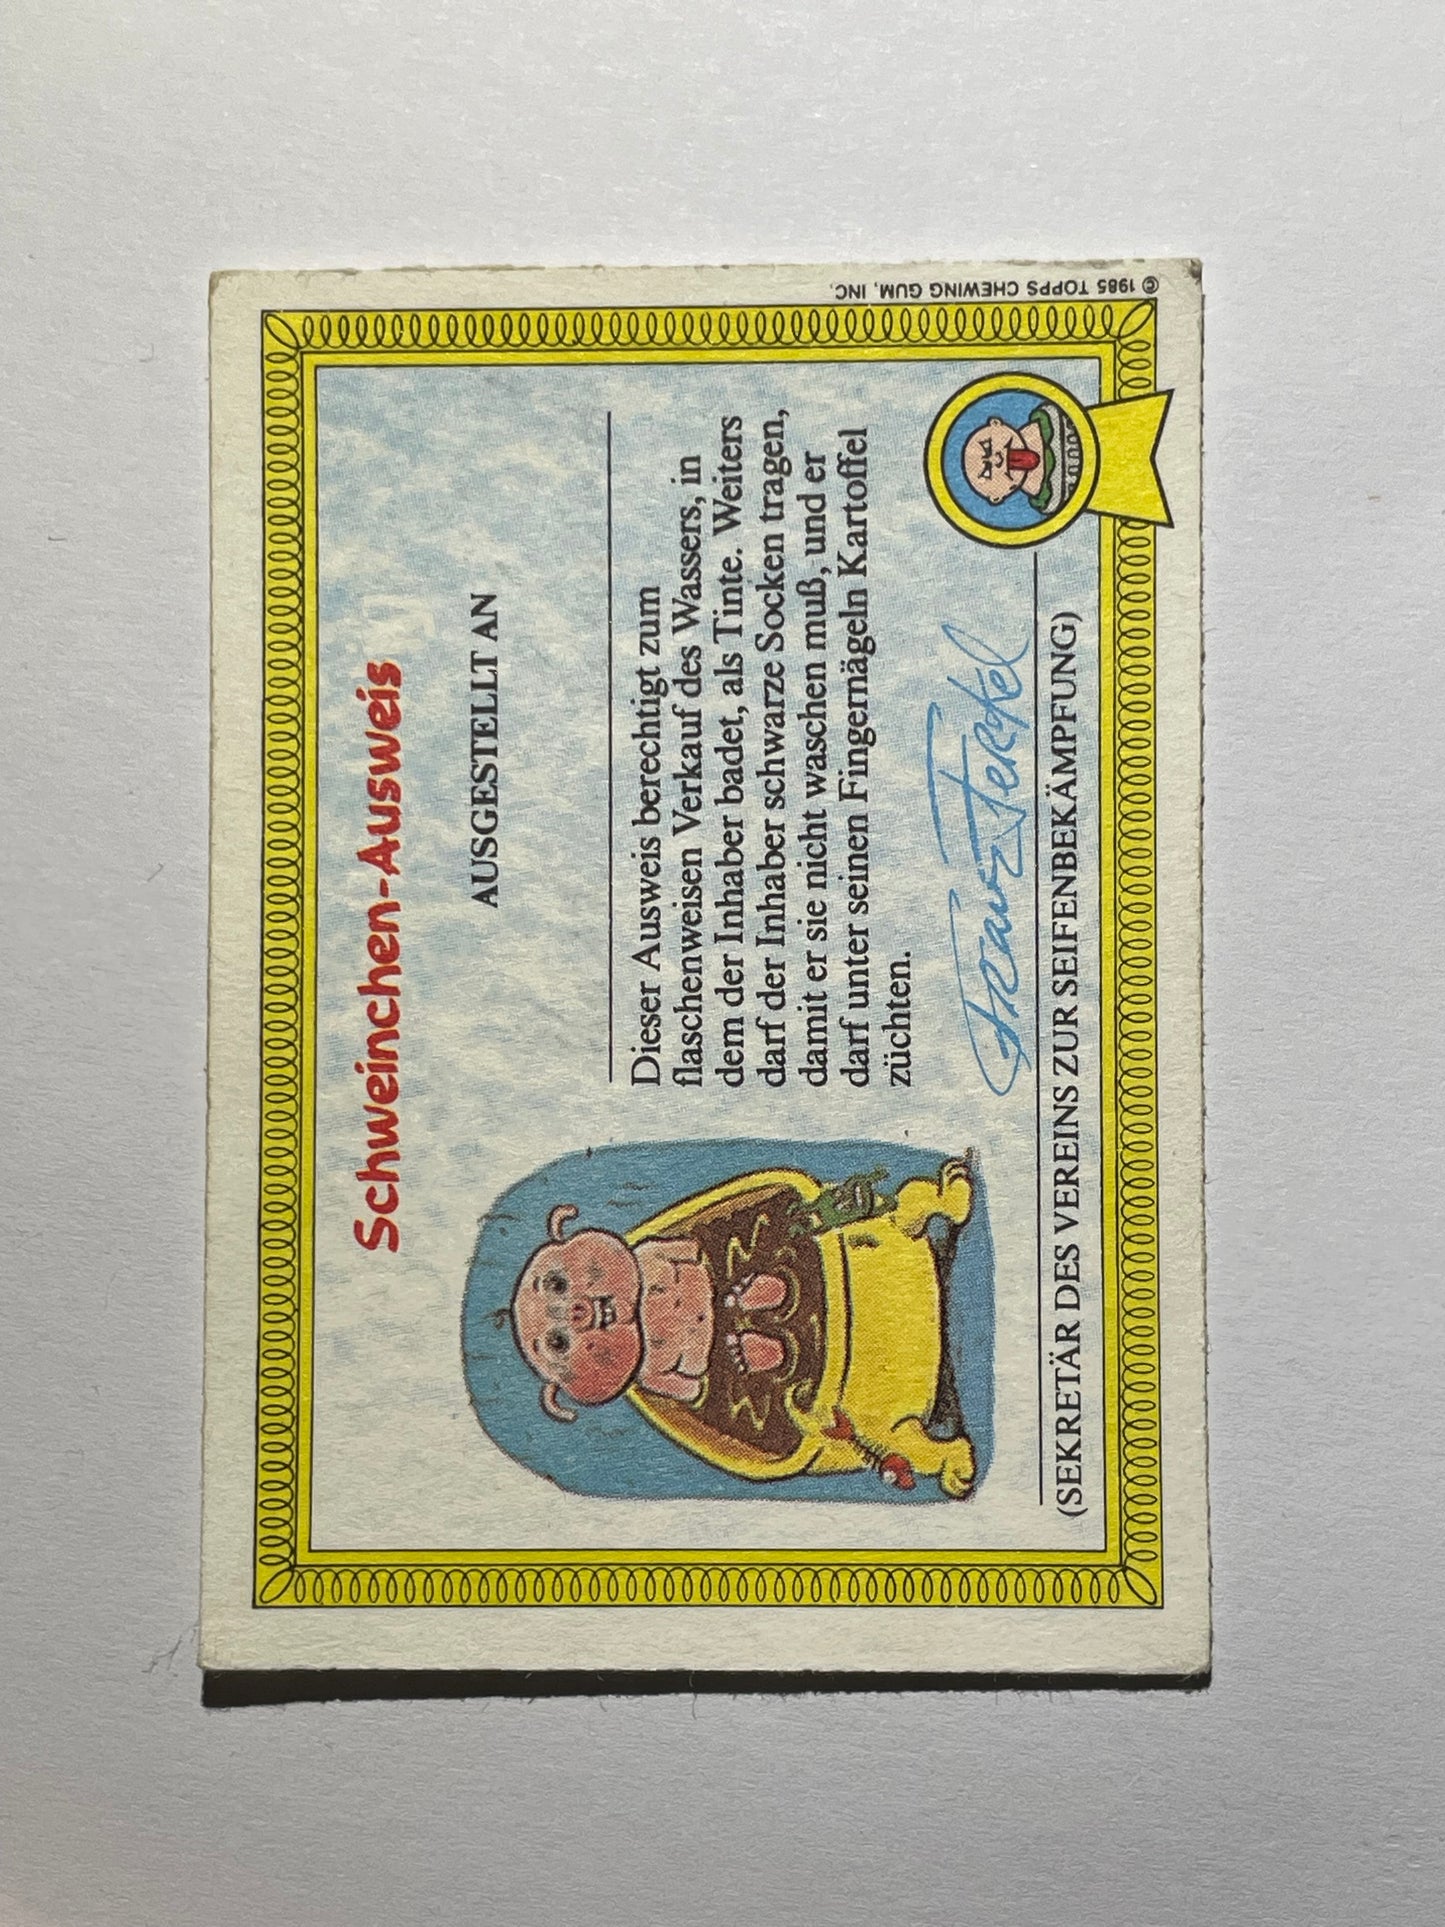 Schweinchen-Ausweis
AUSGESTELLT AN
Dieser Ausweis berechtigt zum
flaschenweisen Verkauf des Wassers, in
dem der Inhaber badet, als Tinte. Weiters
darf der Inhaber schwarze Socken tragen,
damit er sie nicht waschen muß, und er
darf unter seinen Fingernägeln Kartoffel
züchten.
Franz Ferkel
(SEKRETÄR DES VEREINS ZUR SEIFENBEKÄMPFUNG)
© 1985 TOPPS CHEWING GUM, INC.